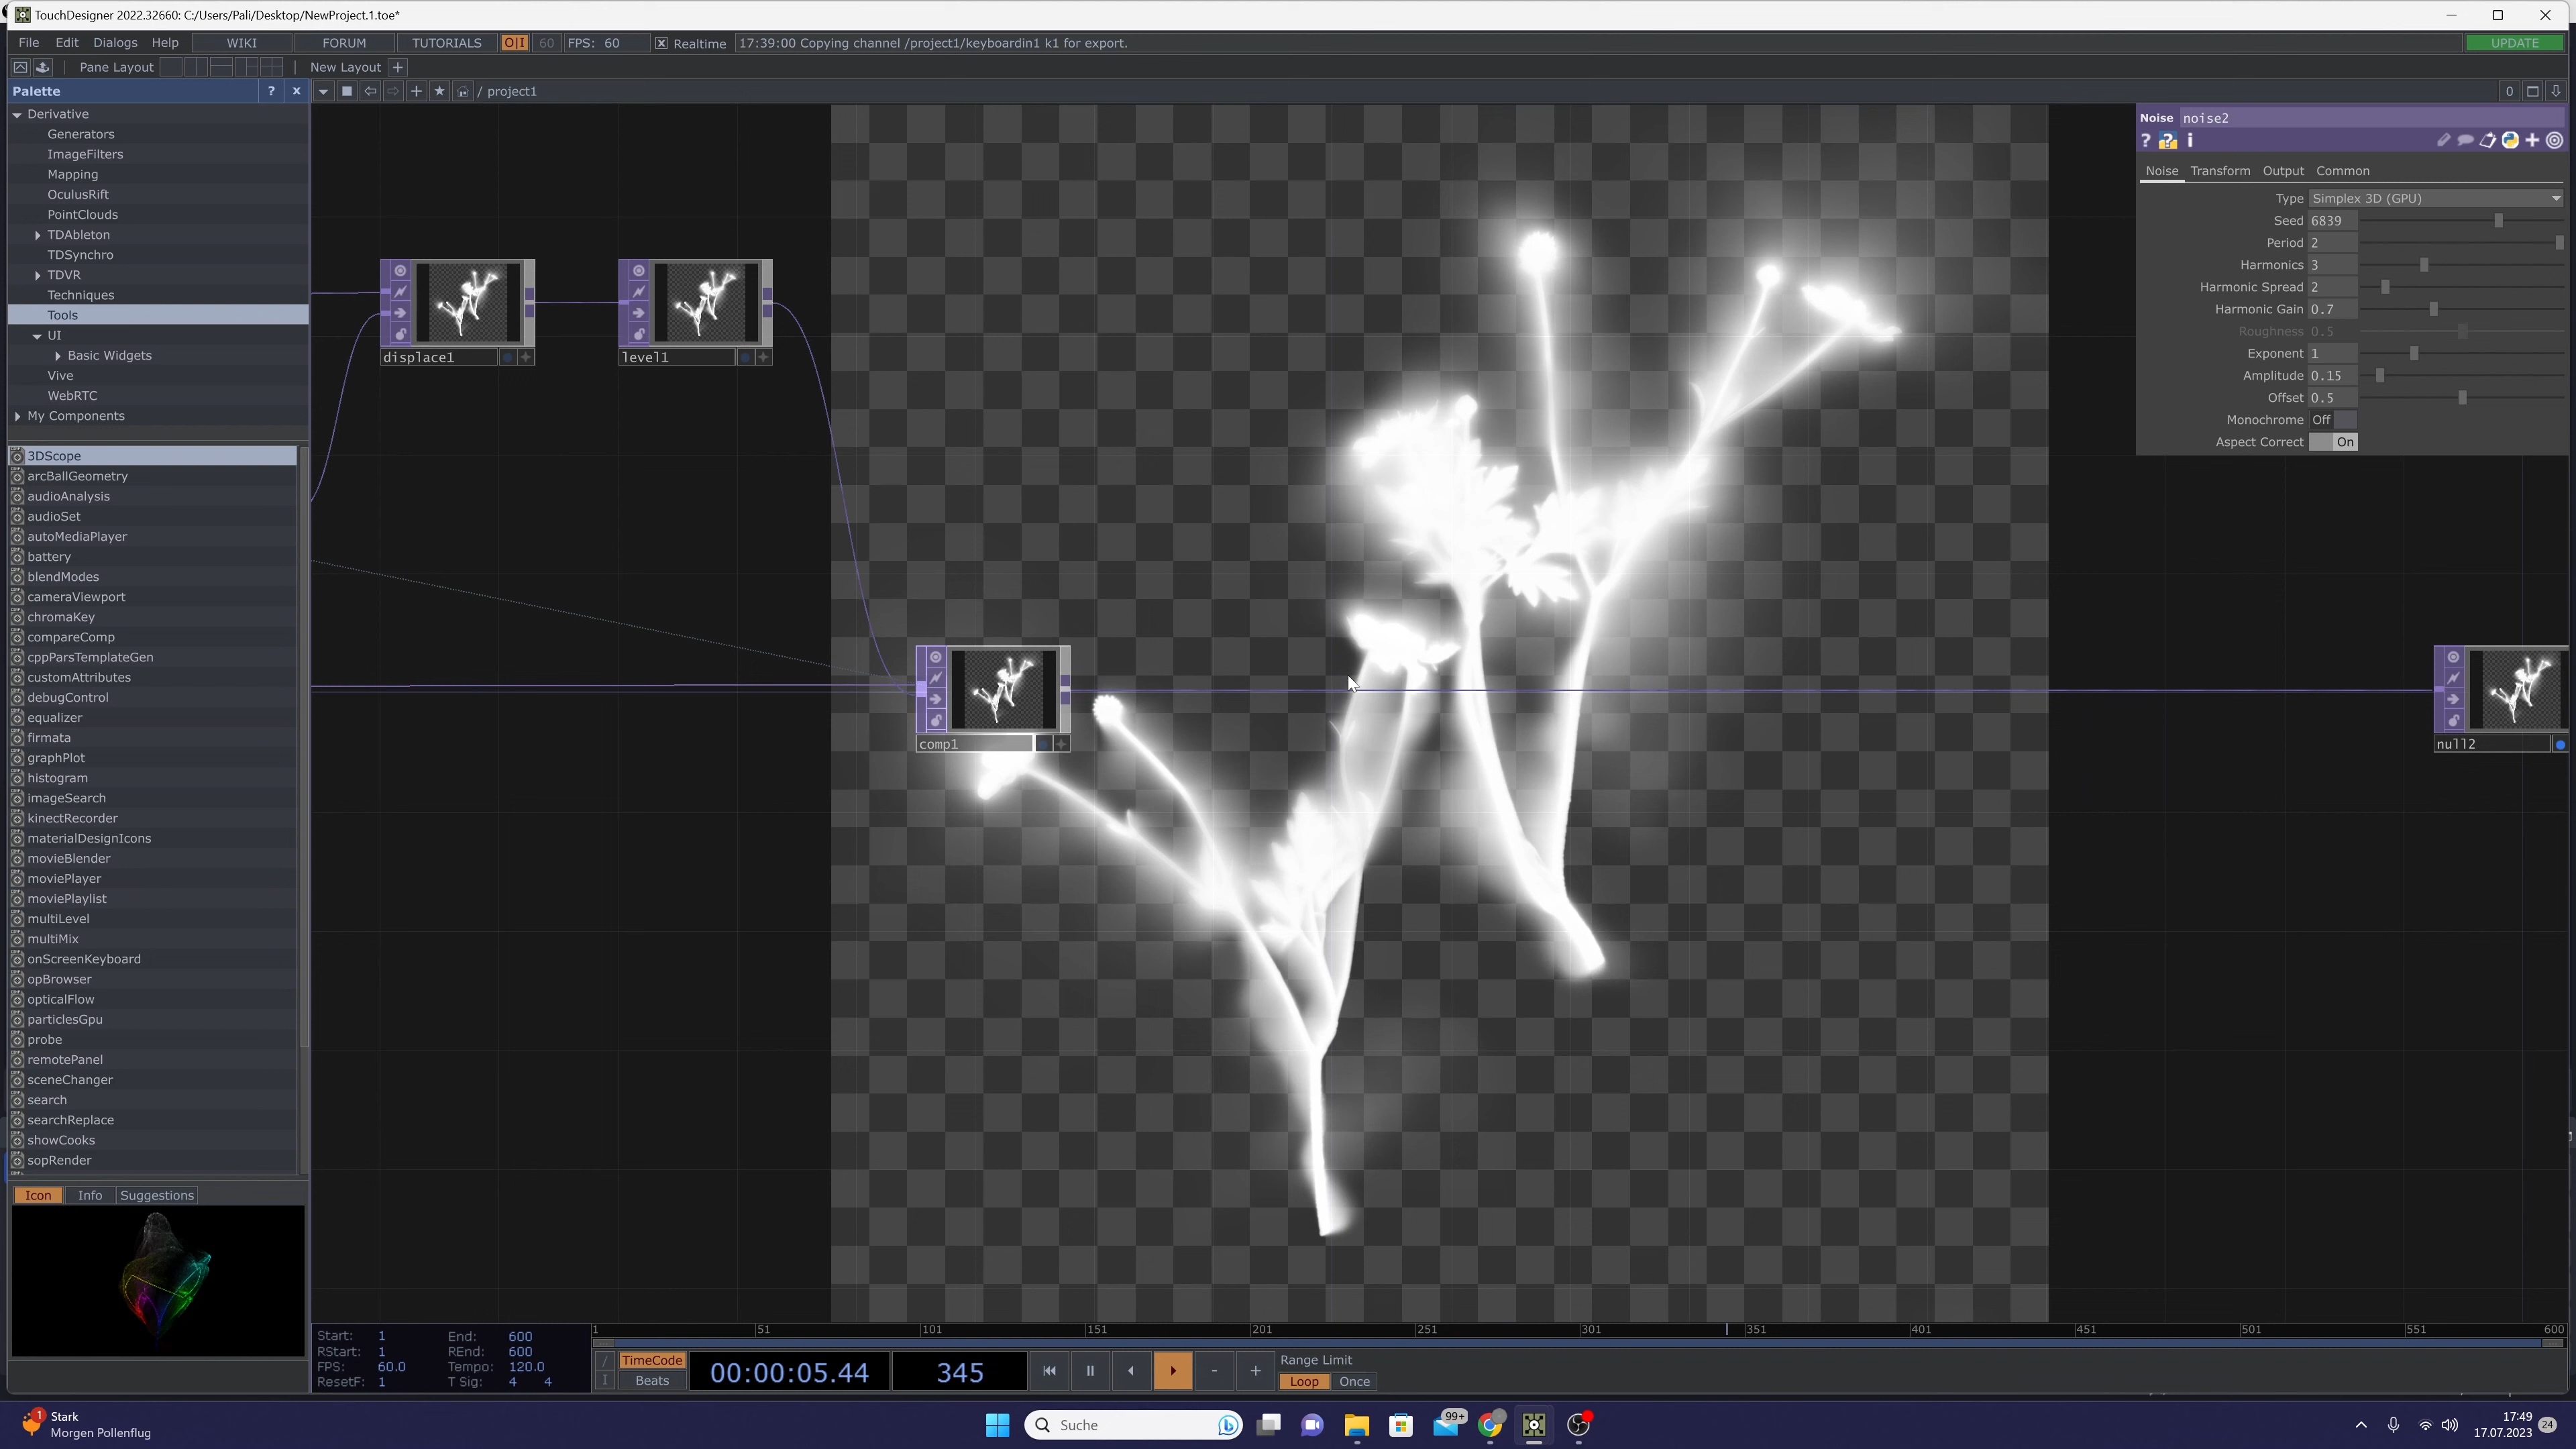 TouchDesigner 2022.32660: C:/Users/Pali/Desktop/NewProject.1.toe*
File Edit Dialogs Help WIKI FORUM TUTORIALS O|I 60 FPS: 60 Realtime 17:39:00 Copying channel /project1/keyboardin1 k1 for export. UPDATE
Pane Layout New Layout +
Palette ? x / project1 0
Derivative
Generators
ImageFilters
Mapping
OculusRift
PointClouds
TDAbleton
TDSynchro
TDVR
Techniques
Tools
UI
Basic Widgets
Vive
WebRTC
My Components
3DScope
arcBallGeometry
audioAnalysis
audioSet
autoMediaPlayer
battery
blendModes
cameraViewport
chromaKey
compareComp
cppParsTemplateGen
customAttributes
debugControl
equalizer
firmata
graphPlot
histogram
imageSearch
kinectRecorder
materialDesignIcons
movieBlender
moviePlayer
moviePlaylist
multiLevel
multiMix
onScreenKeyboard
opBrowser
opticalFlow
particlesGpu
probe
remotePanel
sceneChanger
search
searchReplace
showCooks
sopRender
Icon Info Suggestions
displace1
level1
comp1
null2
Noise noise2
? ? i
Noise Transform Output Common
Type Simplex 3D (GPU)
Seed 6839
Period 2
Harmonics 3
Harmonic Spread 2
Harmonic Gain 0.7
Roughness 0.5
Exponent 1
Amplitude 0.15
Offset 0.5
Monochrome Off
Aspect Correct On
Start: 1 End: 600
RStart: 1 REnd: 600
FPS: 60.0 Tempo: 120.0
ResetF: 1 T Sig: 4 4
1 51 101 151 201 251 301 351 401 451 501 551 600
TimeCode
Beats
00:00:05.44 345
- +
Range Limit
Loop Once
1 Stark
Morgen Pollenflug
Suche
99+
17:49
17.07.2023
24